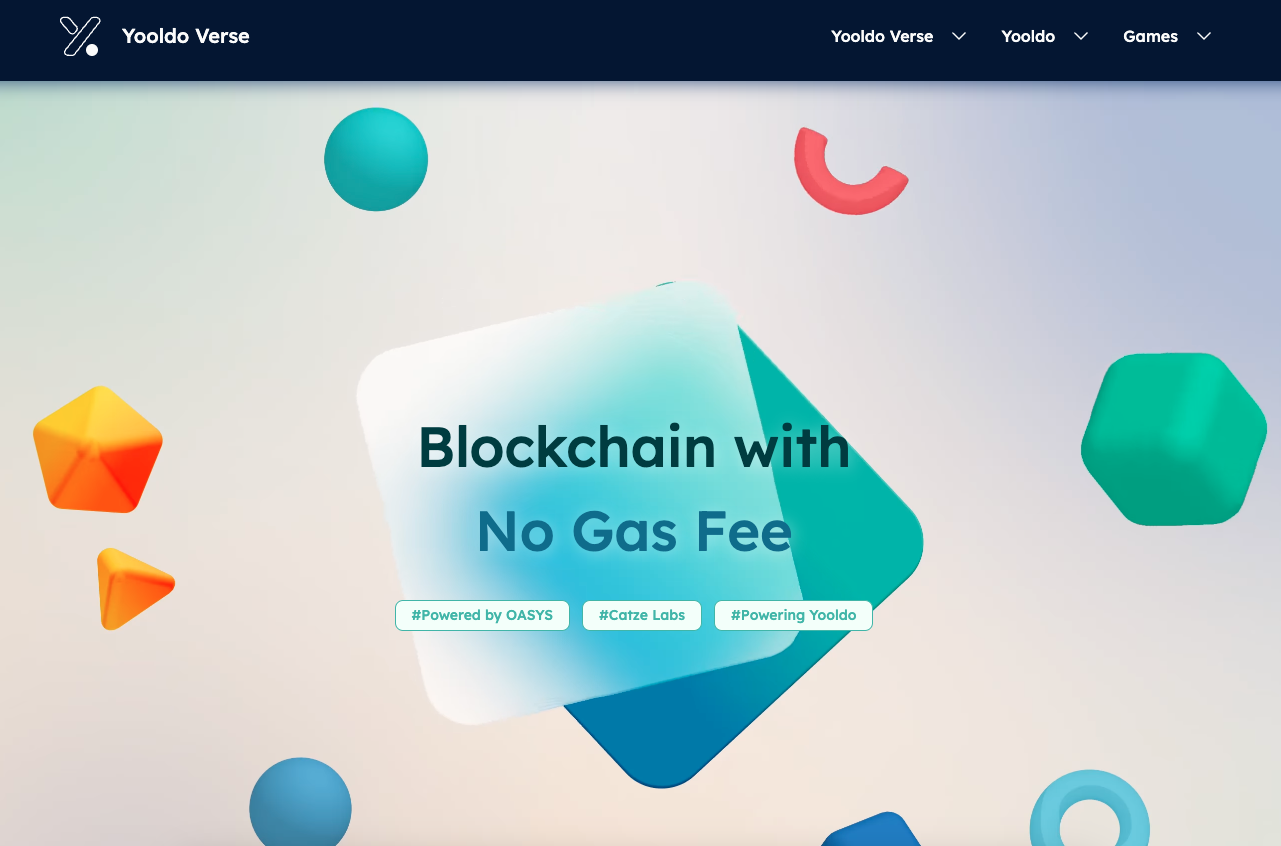 Yooldo Verse
Yooldo Verse
Yooldo
Games
Blockchain with
No Gas Fee
#Powered by OASYS
#Catze Labs
#Powering Yooldo